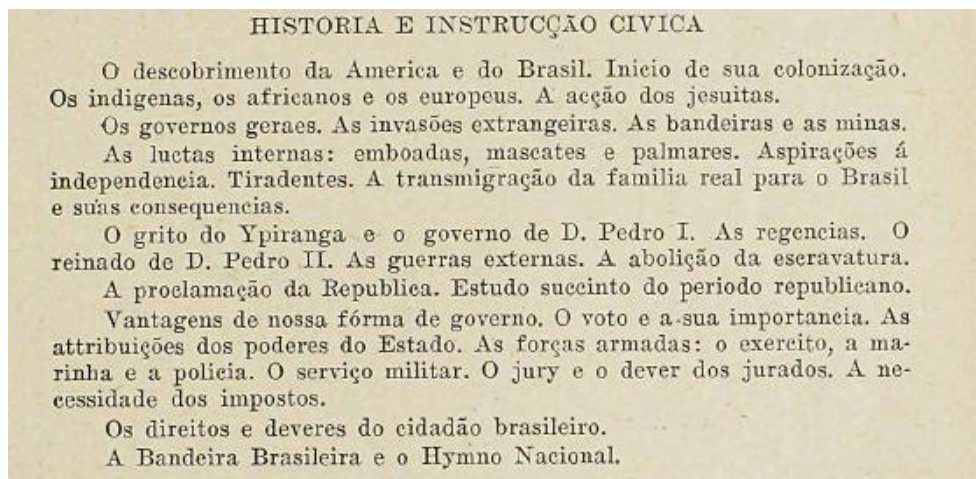 HISTORIA E INSTRUCÇÃO CIVICA
O descobrimento da America e do Brasil. Inicio de sua colonização.
Os indigenas, os africanos e os europeus. A acção dos jesuitas.
Os governos geraes. As invasões extrangeiras. As bandeiras e as minas.
As luctas internas: emboadas, mascates e palmares. Aspirações á
independencia. Tiradentes. A transmigração da familia real para o Brasil
e suas consequencias.
O grito do Ypiranga e o governo de D. Pedro I. As regencias. O
reinado de D. Pedro II. As guerras externas. A abolição da escravatura.
A proclamação da Republica. Estudo succinto do periodo republicano.
Vantagens de nossa fórma de governo. O voto e a sua importancia. As
attribuições dos poderes do Estado. As forças armadas: o exercito, a ma-
rinha e a policia. O serviço militar. O jury e o dever dos jurados. A ne-
cessidade dos impostos.
Os direitos e deveres do cidadão brasileiro.
A Bandeira Brasileira e o Hymno Nacional.